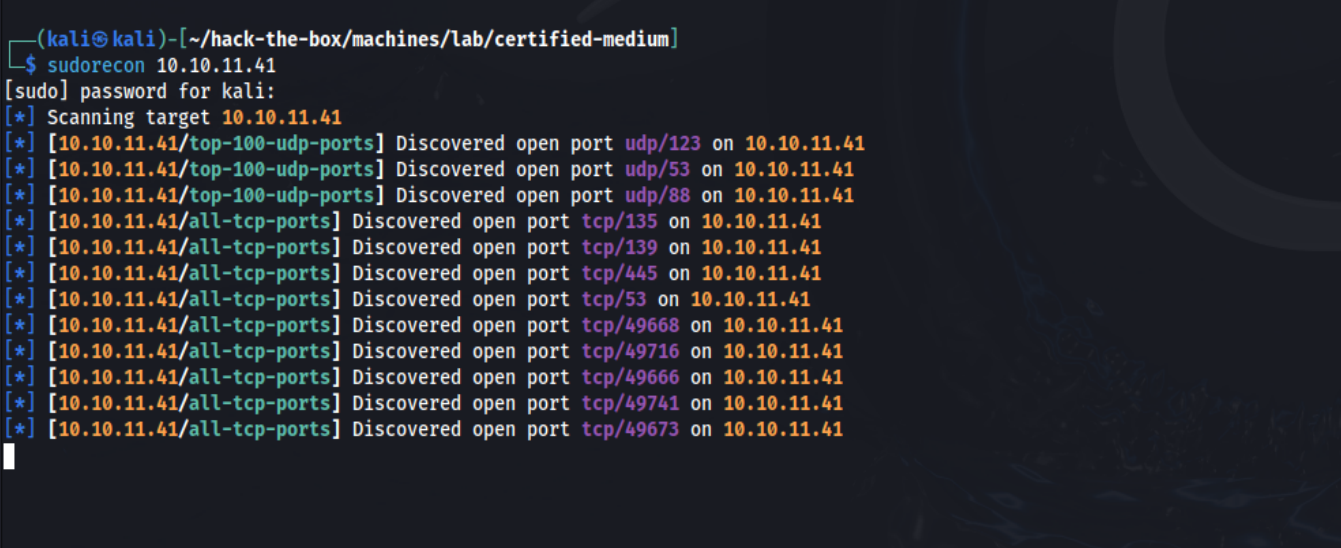 ┌──(kali㉿kali)-[~/hack-the-box/machines/lab/certified-medium]
└─$ sudorecon 10.10.11.41
[sudo] password for kali:
[*] Scanning target 10.10.11.41
[*] [10.10.11.41/top-100-udp-ports] Discovered open port udp/123 on 10.10.11.41
[*] [10.10.11.41/top-100-udp-ports] Discovered open port udp/53 on 10.10.11.41
[*] [10.10.11.41/top-100-udp-ports] Discovered open port udp/88 on 10.10.11.41
[*] [10.10.11.41/all-tcp-ports] Discovered open port tcp/135 on 10.10.11.41
[*] [10.10.11.41/all-tcp-ports] Discovered open port tcp/139 on 10.10.11.41
[*] [10.10.11.41/all-tcp-ports] Discovered open port tcp/445 on 10.10.11.41
[*] [10.10.11.41/all-tcp-ports] Discovered open port tcp/53 on 10.10.11.41
[*] [10.10.11.41/all-tcp-ports] Discovered open port tcp/49668 on 10.10.11.41
[*] [10.10.11.41/all-tcp-ports] Discovered open port tcp/49716 on 10.10.11.41
[*] [10.10.11.41/all-tcp-ports] Discovered open port tcp/49666 on 10.10.11.41
[*] [10.10.11.41/all-tcp-ports] Discovered open port tcp/49741 on 10.10.11.41
[*] [10.10.11.41/all-tcp-ports] Discovered open port tcp/49673 on 10.10.11.41